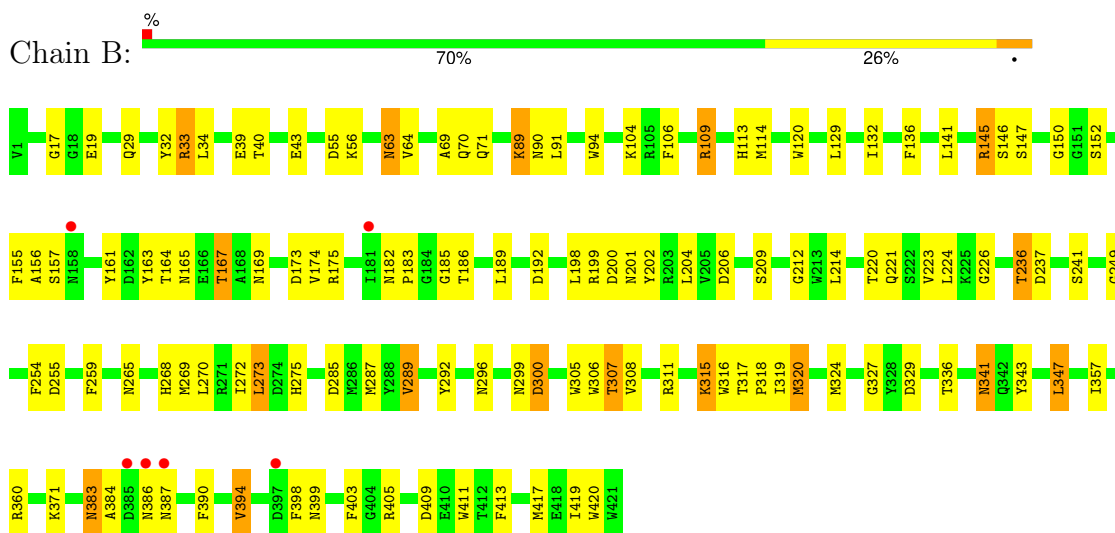 %
Chain B:
70% 26% •
V1 G17 G18 E19 Q29 Y32 R33 L34 E39 T40 E43 D55 K56 N63 V64 A69 Q70 Q71 K89 N90 L91 W94 K104 R105 F106 R109 H113 M114 W120 L129 I132 F136 L141 R145 S146 S147 G150 G151 S152
F155 A156 S157 N158 Y161 D162 Y163 T164 N165 E166 T167 A168 N169 D173 V174 R175 I181 N182 P183 G184 G185 T186 L189 D192 L198 R199 D200 N201 Y202 R203 L204 V205 D206 S209 G212 W213 L214 T220 Q221 S222 V223 L224 K225 G226 T236 D237 S241
F254 D255 F259 N265 H268 M269 L270 R271 I272 L273 D274 H275 D285 M286 M287 Y288 V289 Y292 N296 N299 D300 W305 W306 T307 V308 R311 K315 W316 T317 P318 I319 M320 M324 G327 Y328 D329 T336 N341 Q342 Y343 L347 I357
R360 K371 N383 A384 D385 N386 N387 F390 V394 D397 F398 N399 F403 G404 R405 D409 E410 W411 T412 F413 M417 E418 I419 W420 W421